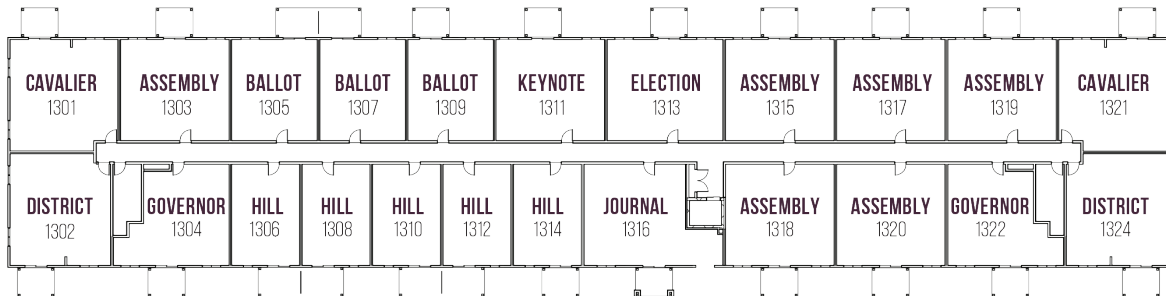 CAVALIER
1301
ASSEMBLY
1303
BALLOT
1305
BALLOT
1307
BALLOT
1309
KEYNOTE
1311
ELECTION
1313
ASSEMBLY
1315
ASSEMBLY
1317
ASSEMBLY
1319
CAVALIER
1321
DISTRICT
1302
GOVERNOR
1304
HILL
1306
HILL
1308
HILL
1310
HILL
1312
HILL
1314
JOURNAL
1316
ASSEMBLY
1318
ASSEMBLY
1320
GOVERNOR
1322
DISTRICT
1324